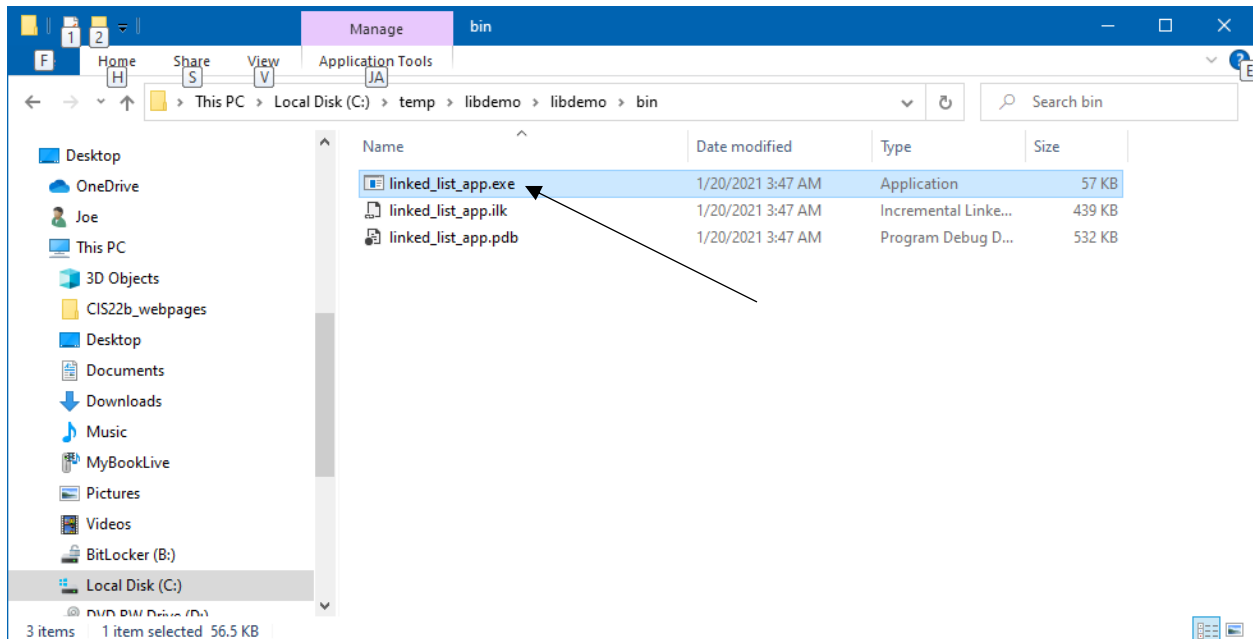 1 2 Manage bin
F Home Share View Application Tools
H S V JA E
This PC > Local Disk (C:) > temp > libdemo > libdemo > bin Search bin
Name Date modified Type Size
Desktop
OneDrive
Joe
This PC
3D Objects
CIS22b_webpages
Desktop
Documents
Downloads
Music
MyBookLive
Pictures
Videos
BitLocker (B:)
Local Disk (C:)
DVD RW Drive (D:)
linked_list_app.exe 1/20/2021 3:47 AM Application 57 KB
linked_list_app.ilk 1/20/2021 3:47 AM Incremental Linke... 439 KB
linked_list_app.pdb 1/20/2021 3:47 AM Program Debug D... 532 KB
3 items 1 item selected 56.5 KB